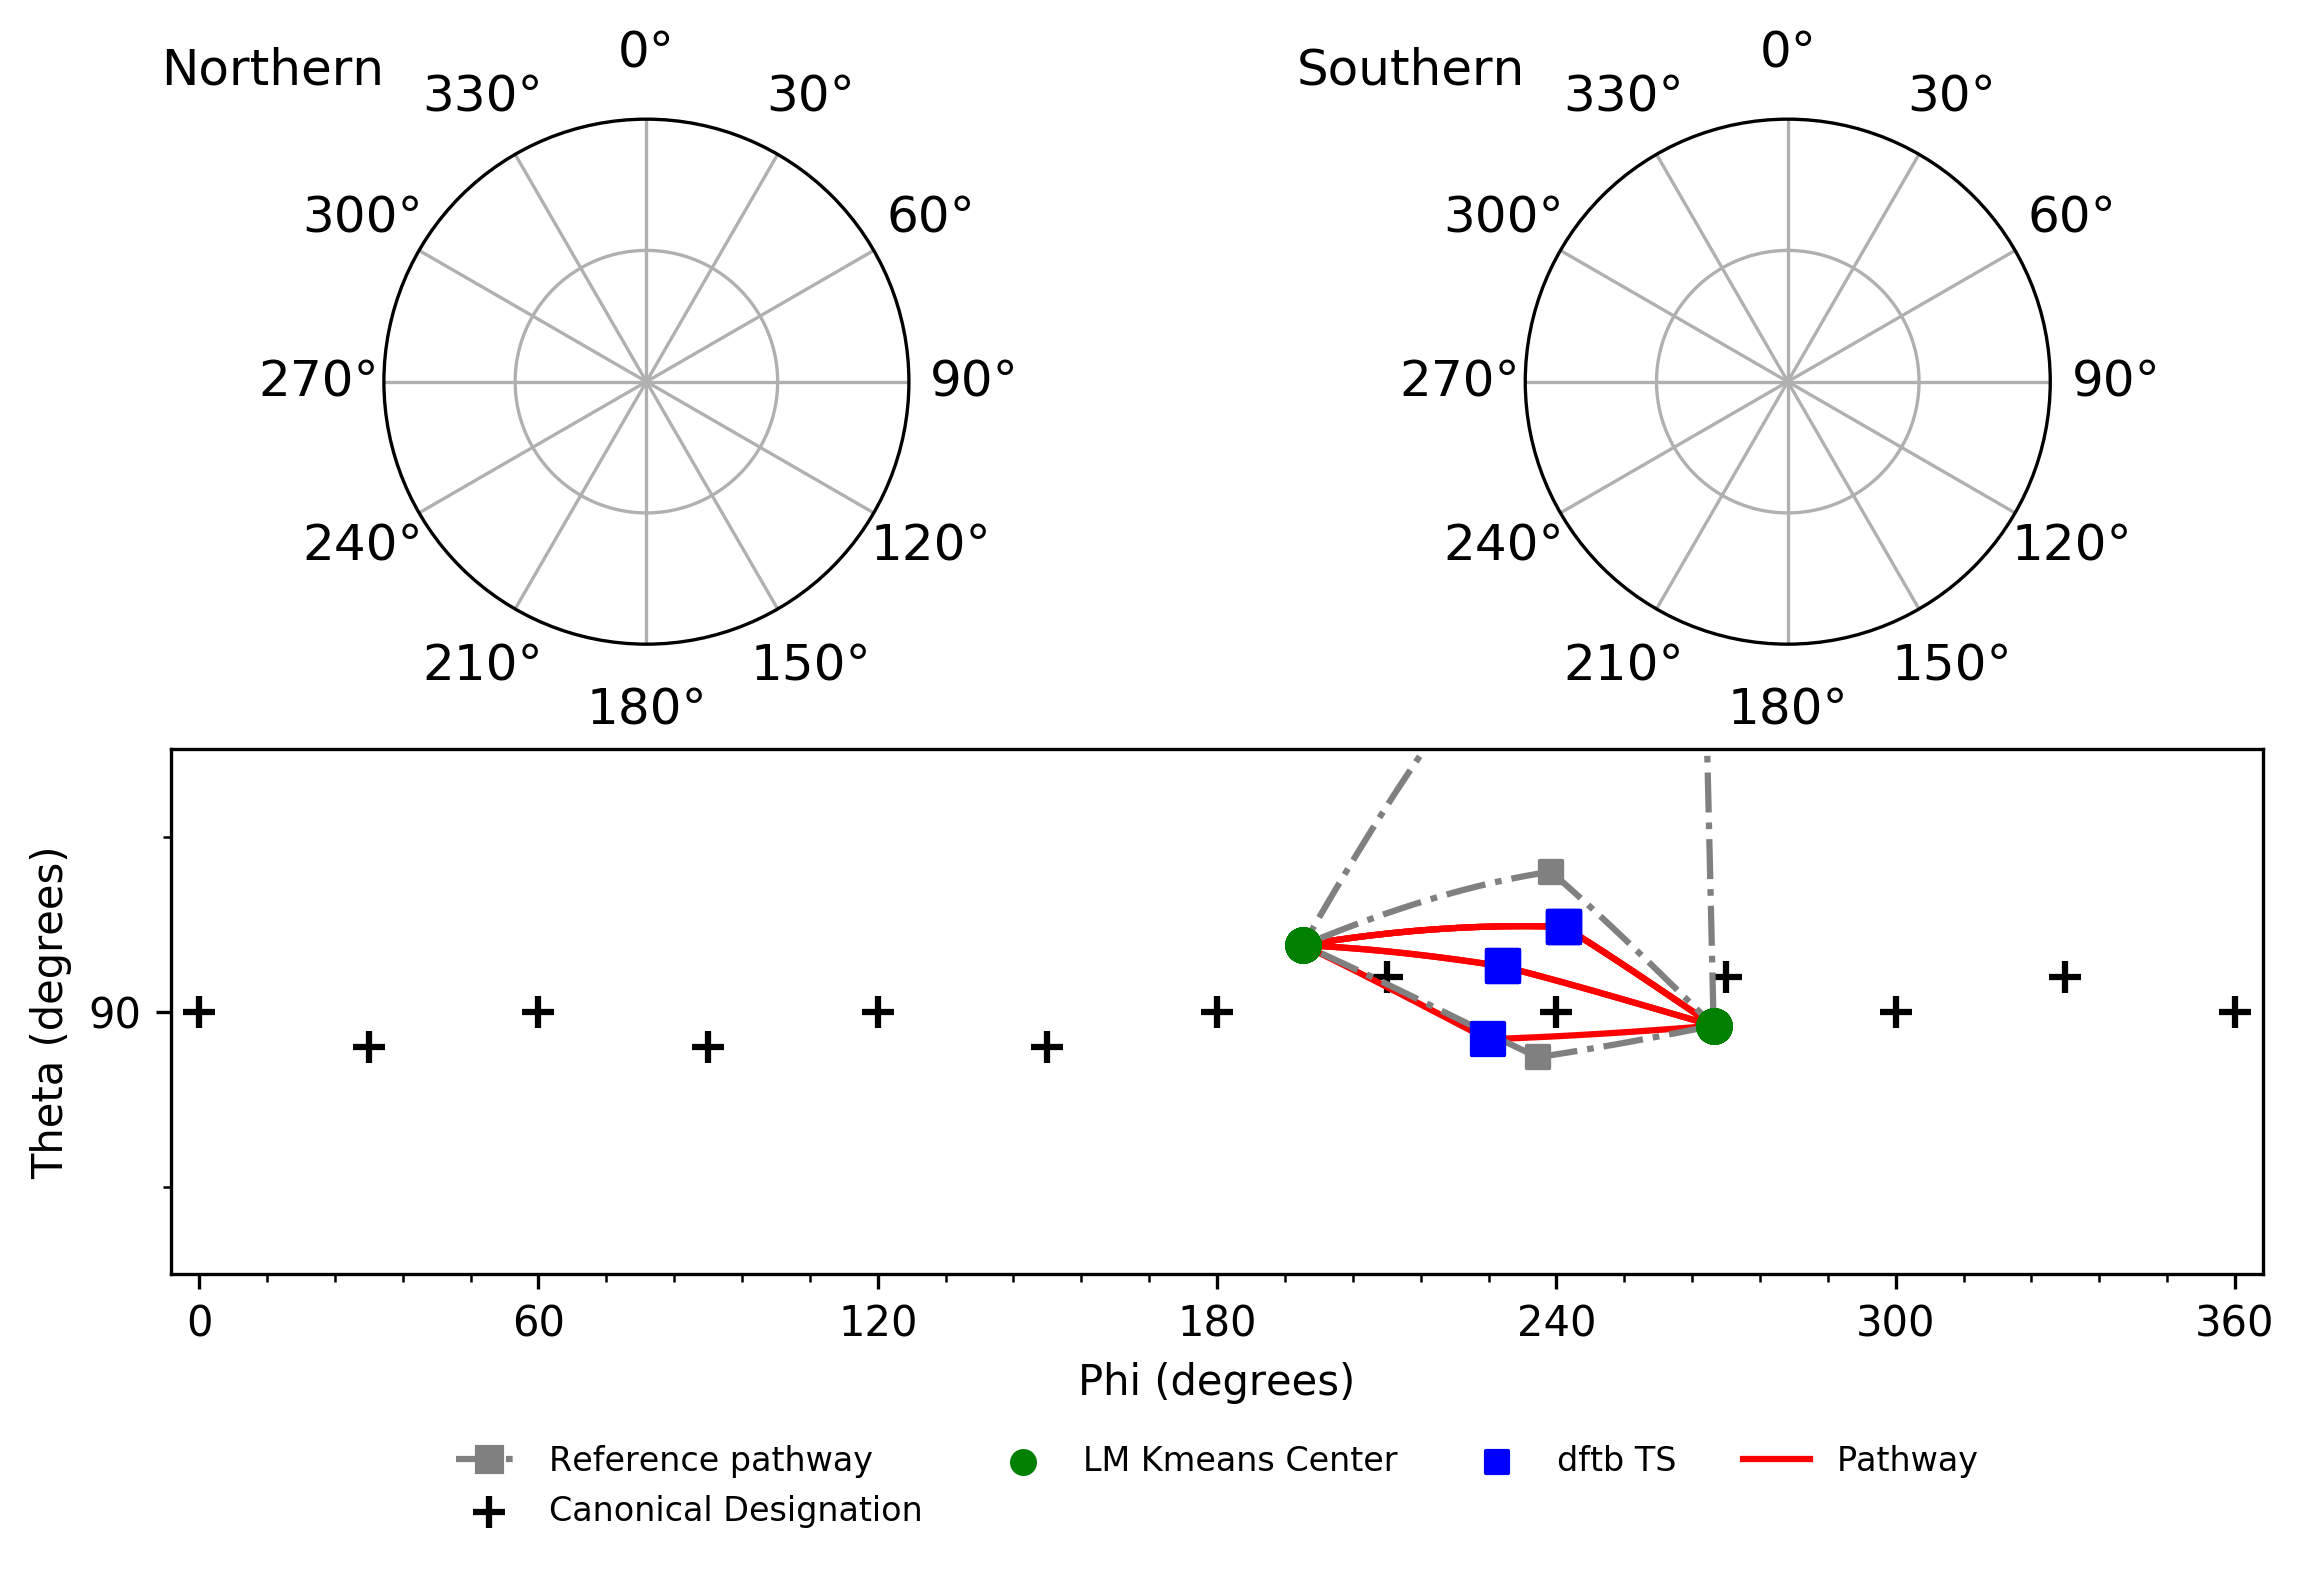 Northern
0°
30°
60°
90°
120°
150°
180°
210°
240°
270°
300°
330°
Southern
0°
30°
60°
90°
120°
150°
180°
210°
240°
270°
300°
330°
Theta (degrees)
90
0 60 120 180 240 300 360
Phi (degrees)
Reference pathway
Canonical Designation
LM Kmeans Center
dftb TS
Pathway